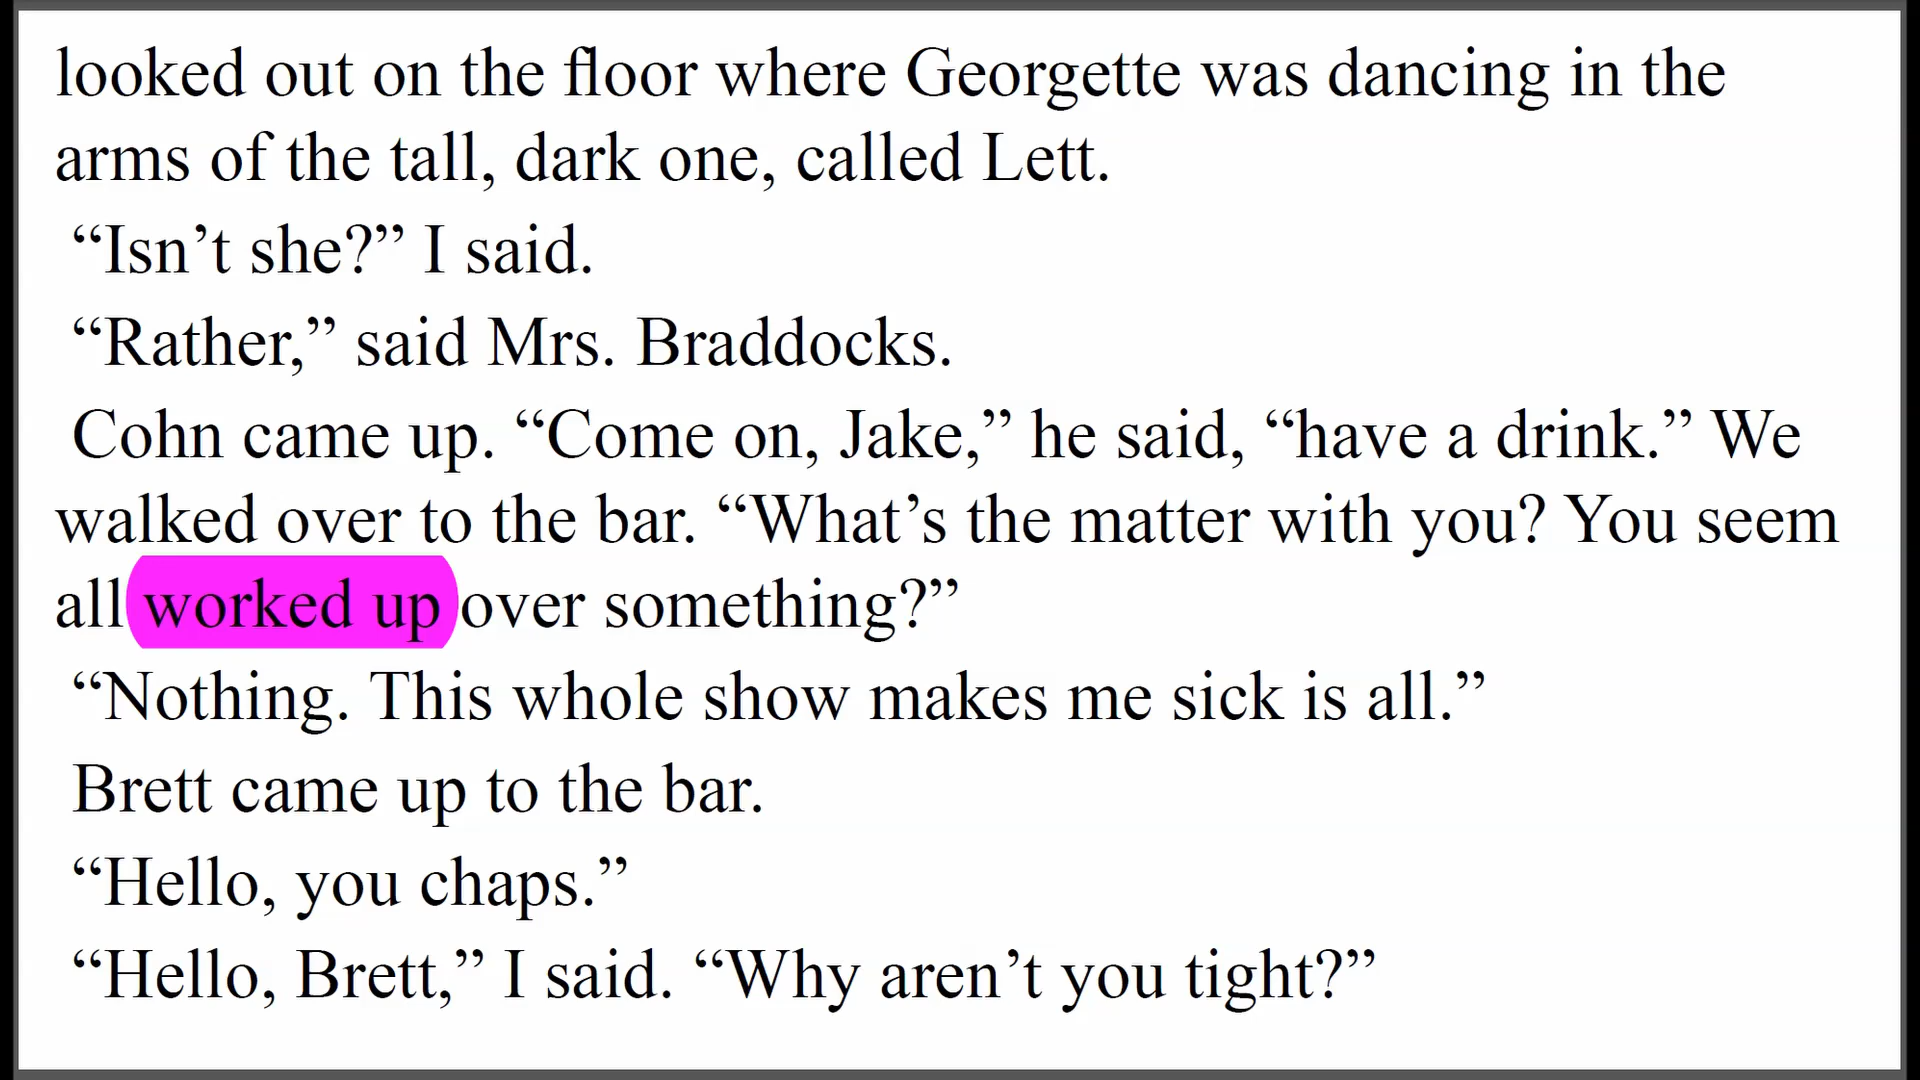 looked out on the floor where Georgette was dancing in the
arms of the tall, dark one, called Lett.
“Isn’t she?” I said.
“Rather,” said Mrs. Braddocks.
Cohn came up. “Come on, Jake,” he said, “have a drink.” We
walked over to the bar. “What’s the matter with you? You seem
all worked up over something?”
“Nothing. This whole show makes me sick is all.”
Brett came up to the bar.
“Hello, you chaps.”
“Hello, Brett,” I said. “Why aren’t you tight?”